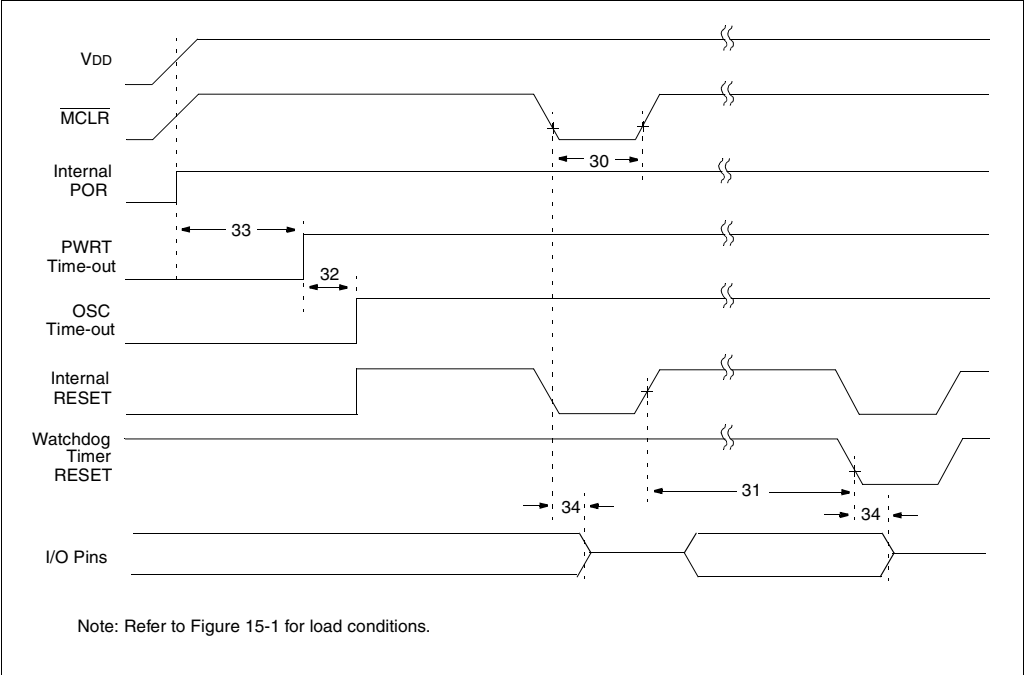 VDD
MCLR
30
Internal
POR
33
PWRT
Time-out
32
OSC
Time-out
Internal
RESET
Watchdog
Timer
RESET
31
34
34
I/O Pins
Note: Refer to Figure 15-1 for load conditions.